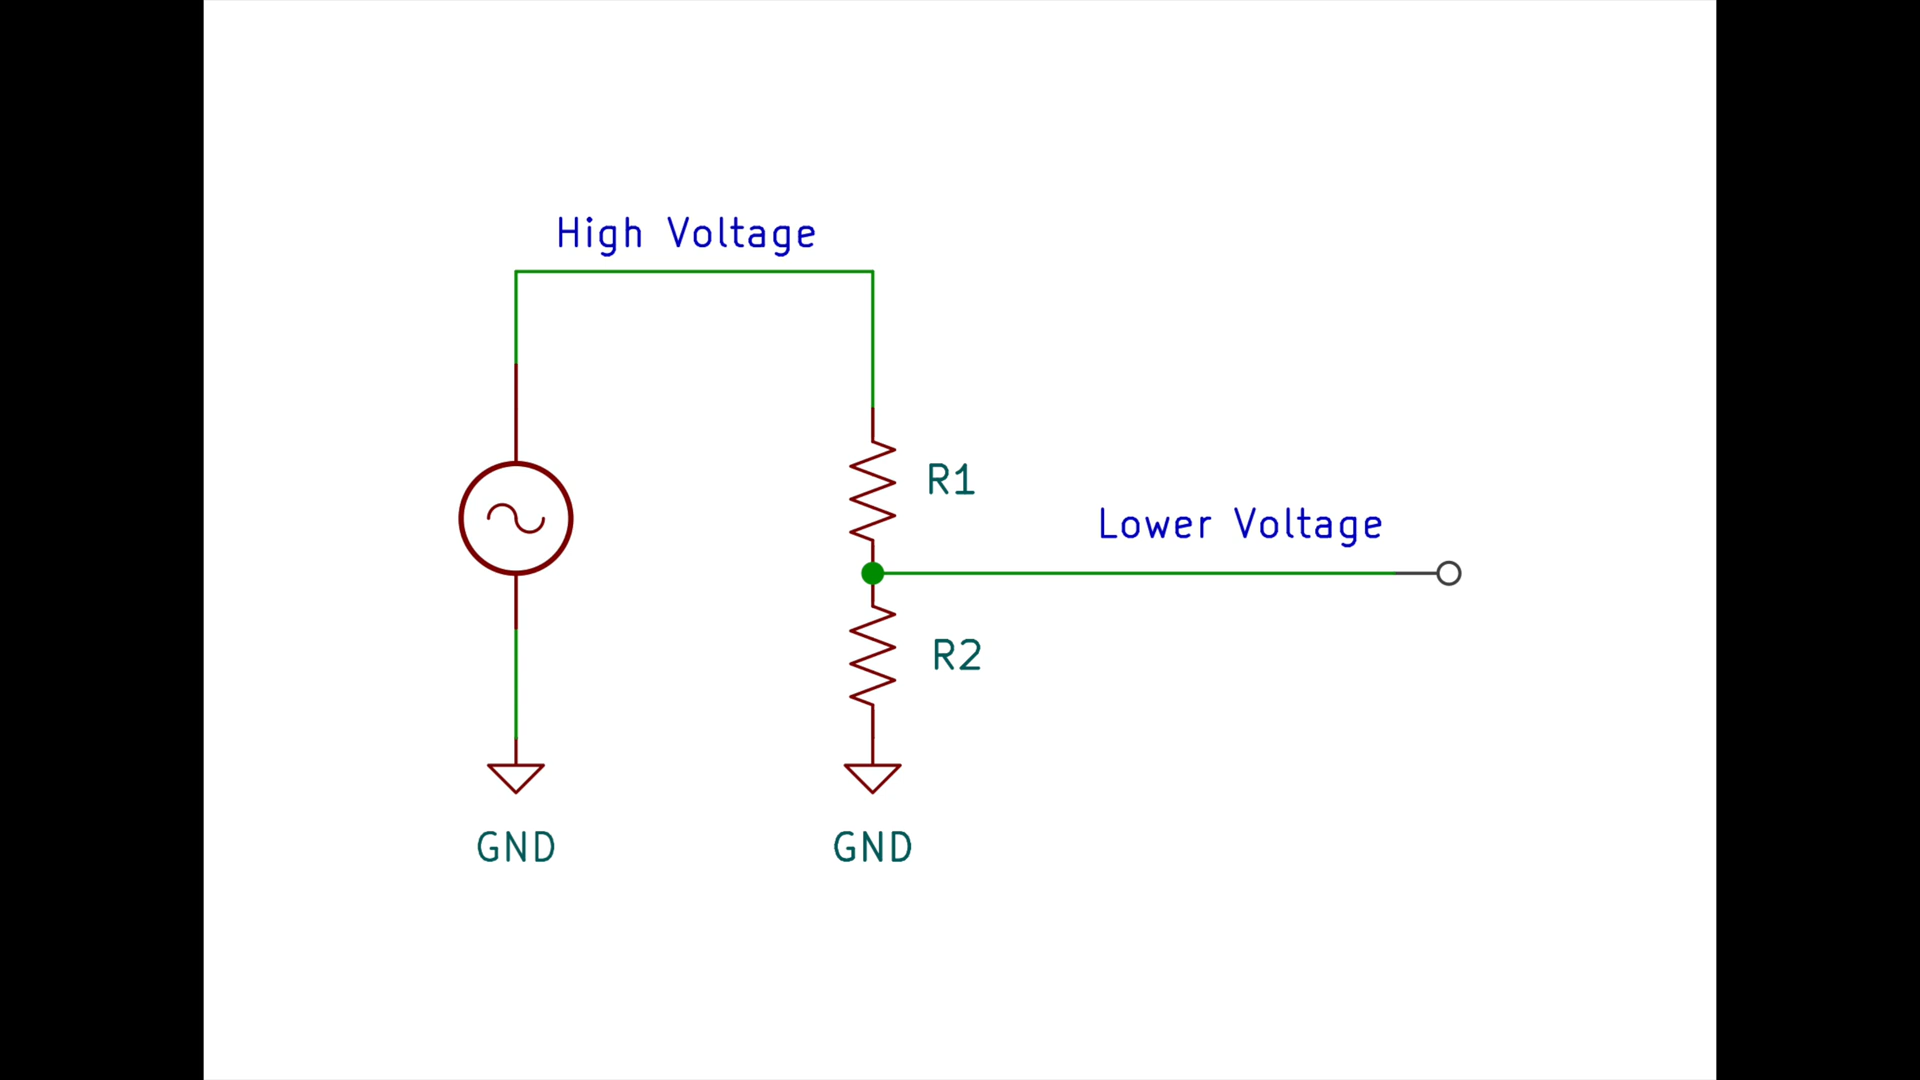 High Voltage
R1
Lower Voltage
R2
GND
GND